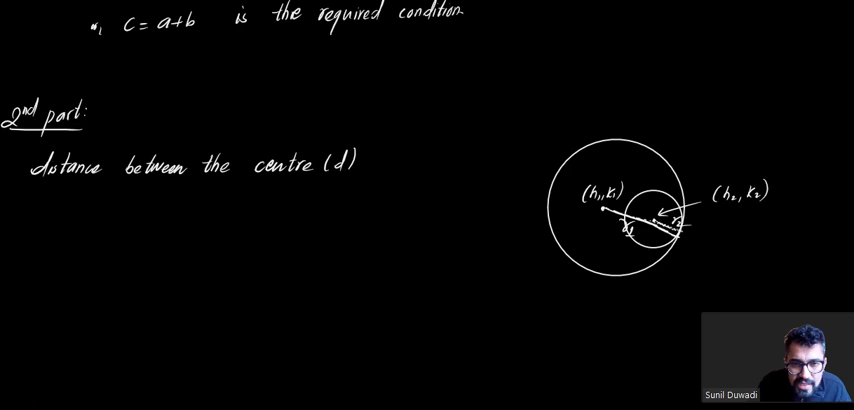 ∴, c = a+b is the required condition
2nd part:
distance between the centre (d)
(h₁,k₁)
(h₂, k₂)
r₂
r₁
Sunil Duwadi